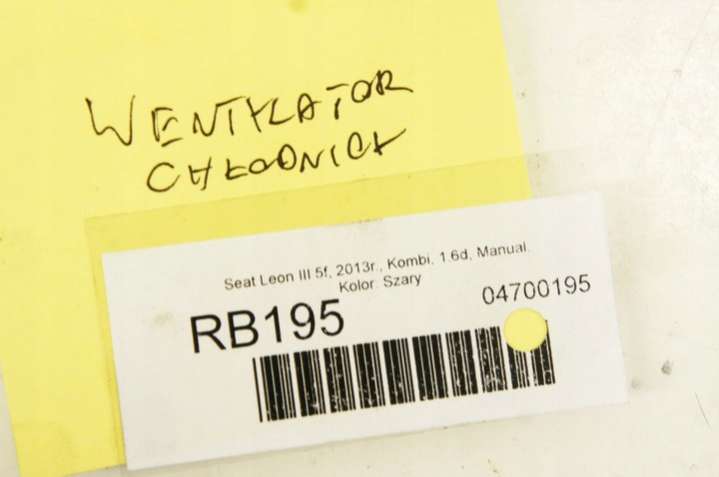 WENTYLATOR
CHŁODNICY
Seat Leon III 5f, 2013r., Kombi. 1.6d, Manual.
Kolor: Szary
04700195
RB195